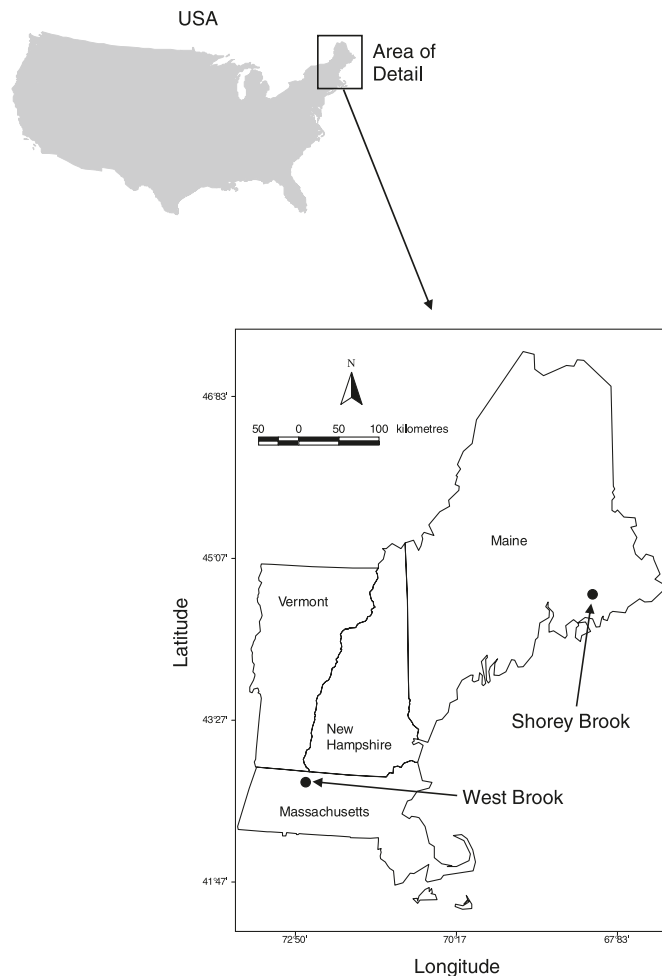 USA
Area of
Detail
N
50 0 50 100 kilometres
46°83'
45°07'
43°27'
41°47'
Latitude
Maine
Vermont
New
Hampshire
Shorey Brook
West Brook
Massachusetts
72°50'
70°17'
67°83'
Longitude